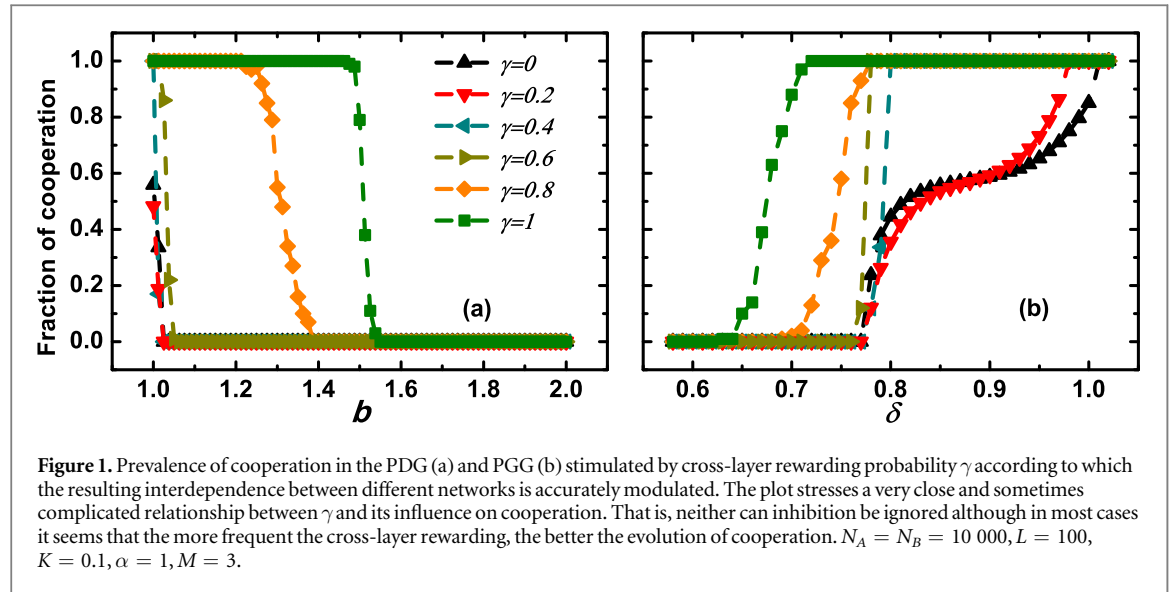 Fraction of cooperation
1.0
0.8
0.6
0.4
0.2
0.0
γ=0
γ=0.2
γ=0.4
γ=0.6
γ=0.8
γ=1
(a)
1.0 1.2 1.4 1.6 1.8 2.0
b
(b)
0.6 0.7 0.8 0.9 1.0
δ
Figure 1. Prevalence of cooperation in the PDG (a) and PGG (b) stimulated by cross-layer rewarding probability γ according to which
the resulting interdependence between different networks is accurately modulated. The plot stresses a very close and sometimes
complicated relationship between γ and its influence on cooperation. That is, neither can inhibition be ignored although in most cases
it seems that the more frequent the cross-layer rewarding, the better the evolution of cooperation. N_A = N_B = 10 000, L = 100,
K = 0.1, α = 1, M = 3.